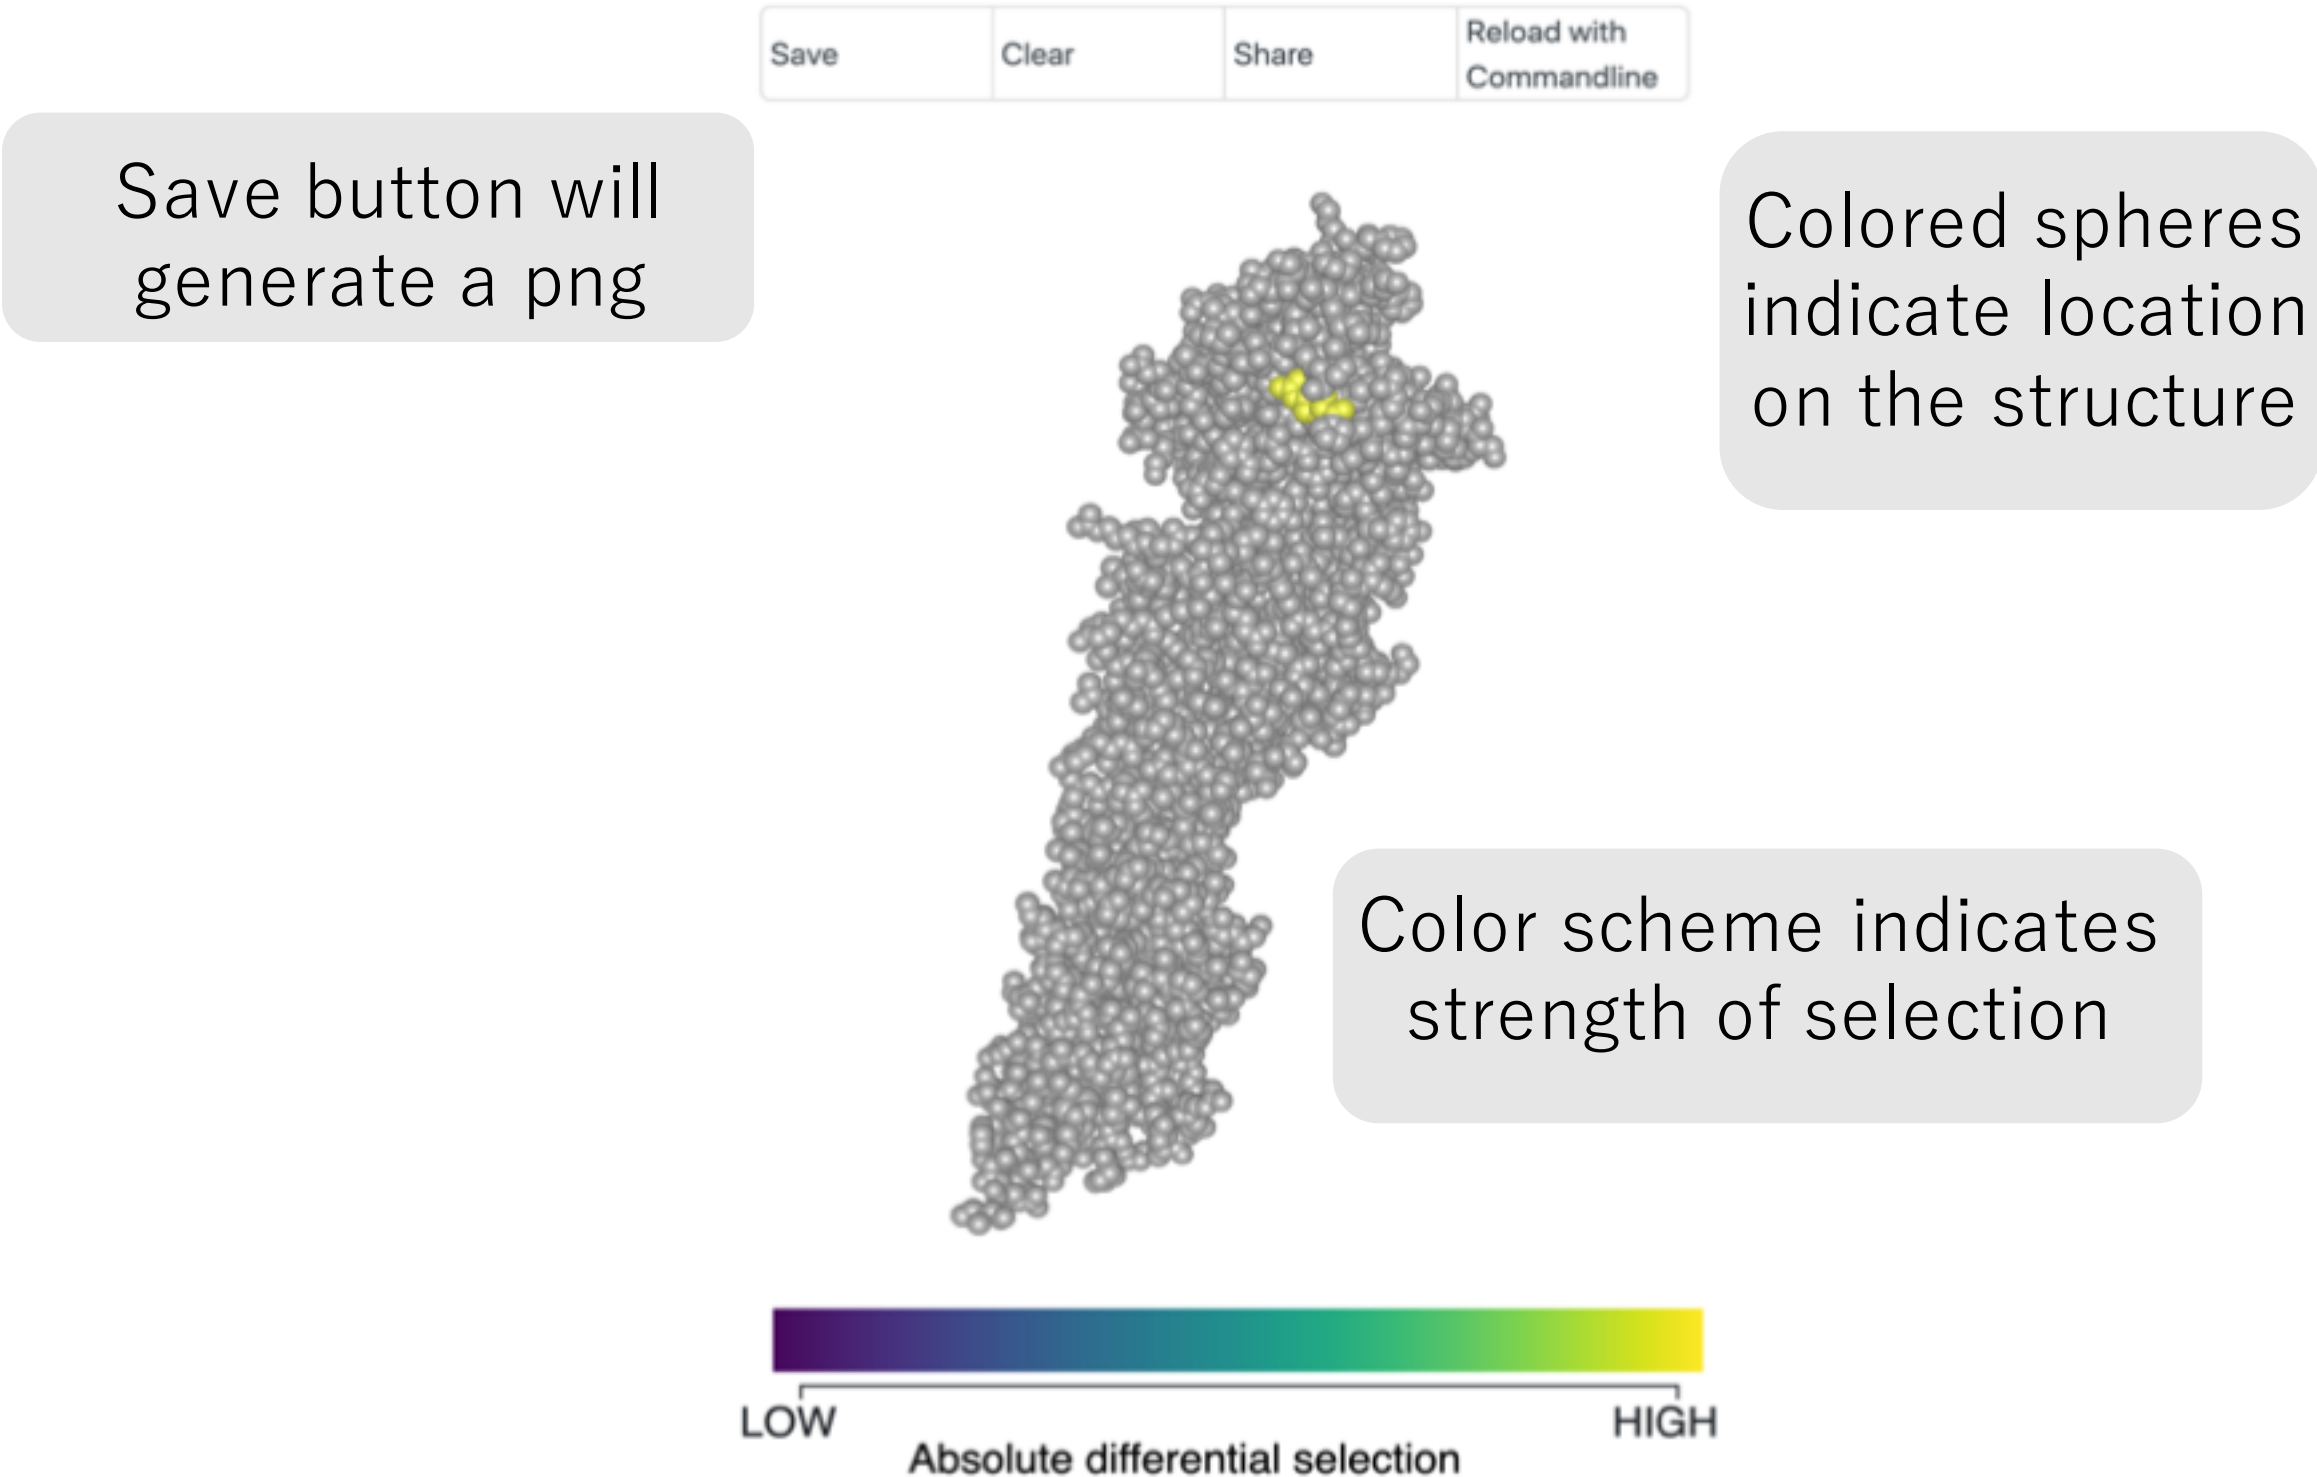 Save
Clear
Share
Reload with
Commandline
Save button will
generate a png
Colored spheres
indicate location
on the structure
Color scheme indicates
strength of selection
LOW
HIGH
Absolute differential selection